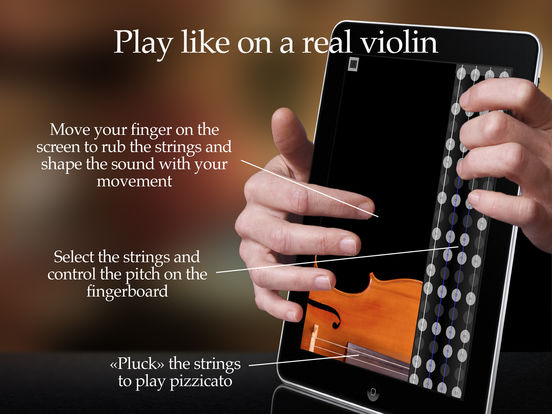 Play like on a real violin
Move your finger on the
screen to rub the strings and
shape the sound with your
movement
Select the strings and
control the pitch on the
fingerboard
«Pluck» the strings
to play pizzicato